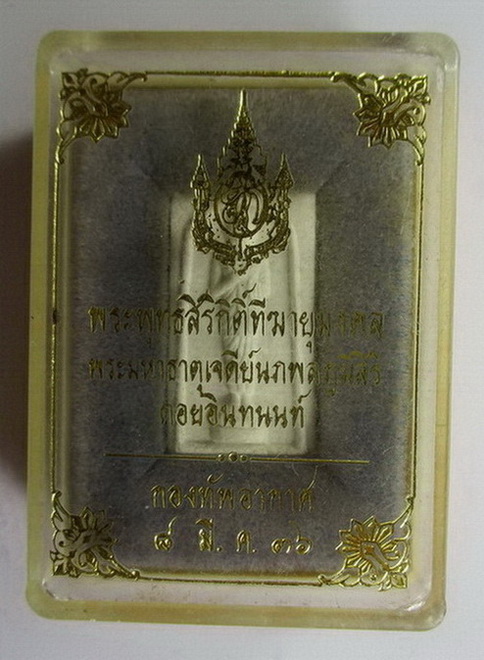 พระพุทธสิริกิติ์ทีฆายุมงคล
พระมหาธาตุเจดีย์นภพลภูมิสิริ
ดอยอินทนนท์
กองทัพอากาศ
๘ มี. ค. ๓๖